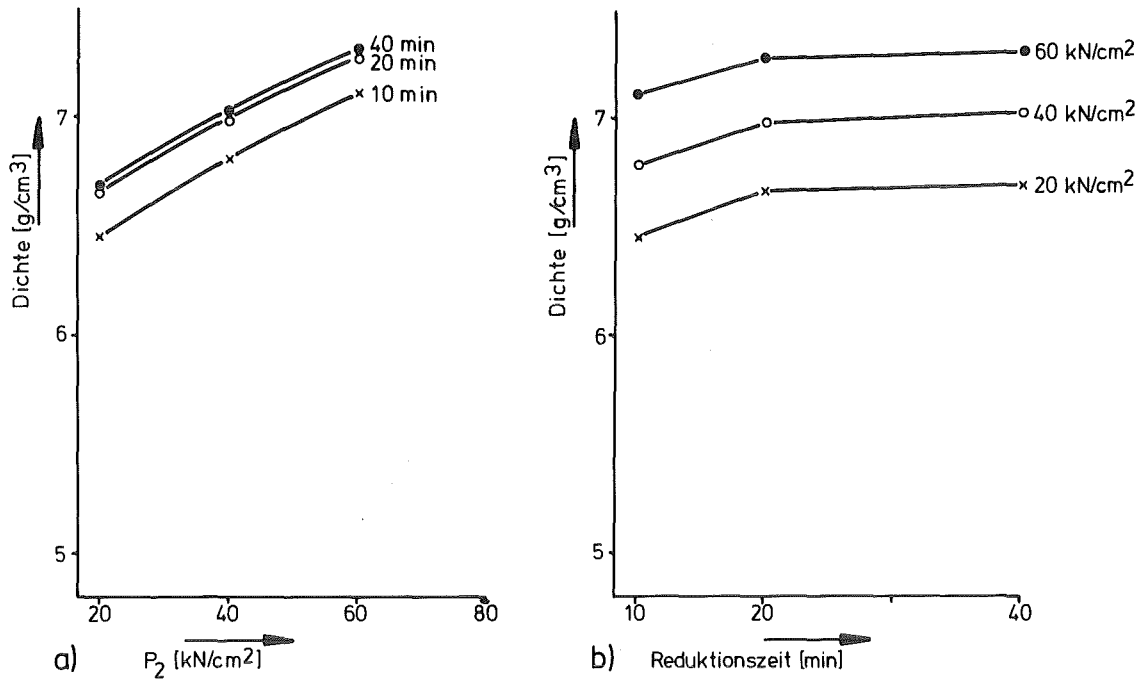 40 min
20 min
10 min
7
6
5
Dichte [g/cm3]
20 40 60 80
a) P2 [kN/cm2]
60 kN/cm2
40 kN/cm2
20 kN/cm2
7
6
5
Dichte [g/cm3]
10 20 40
b) Reduktionszeit [min]